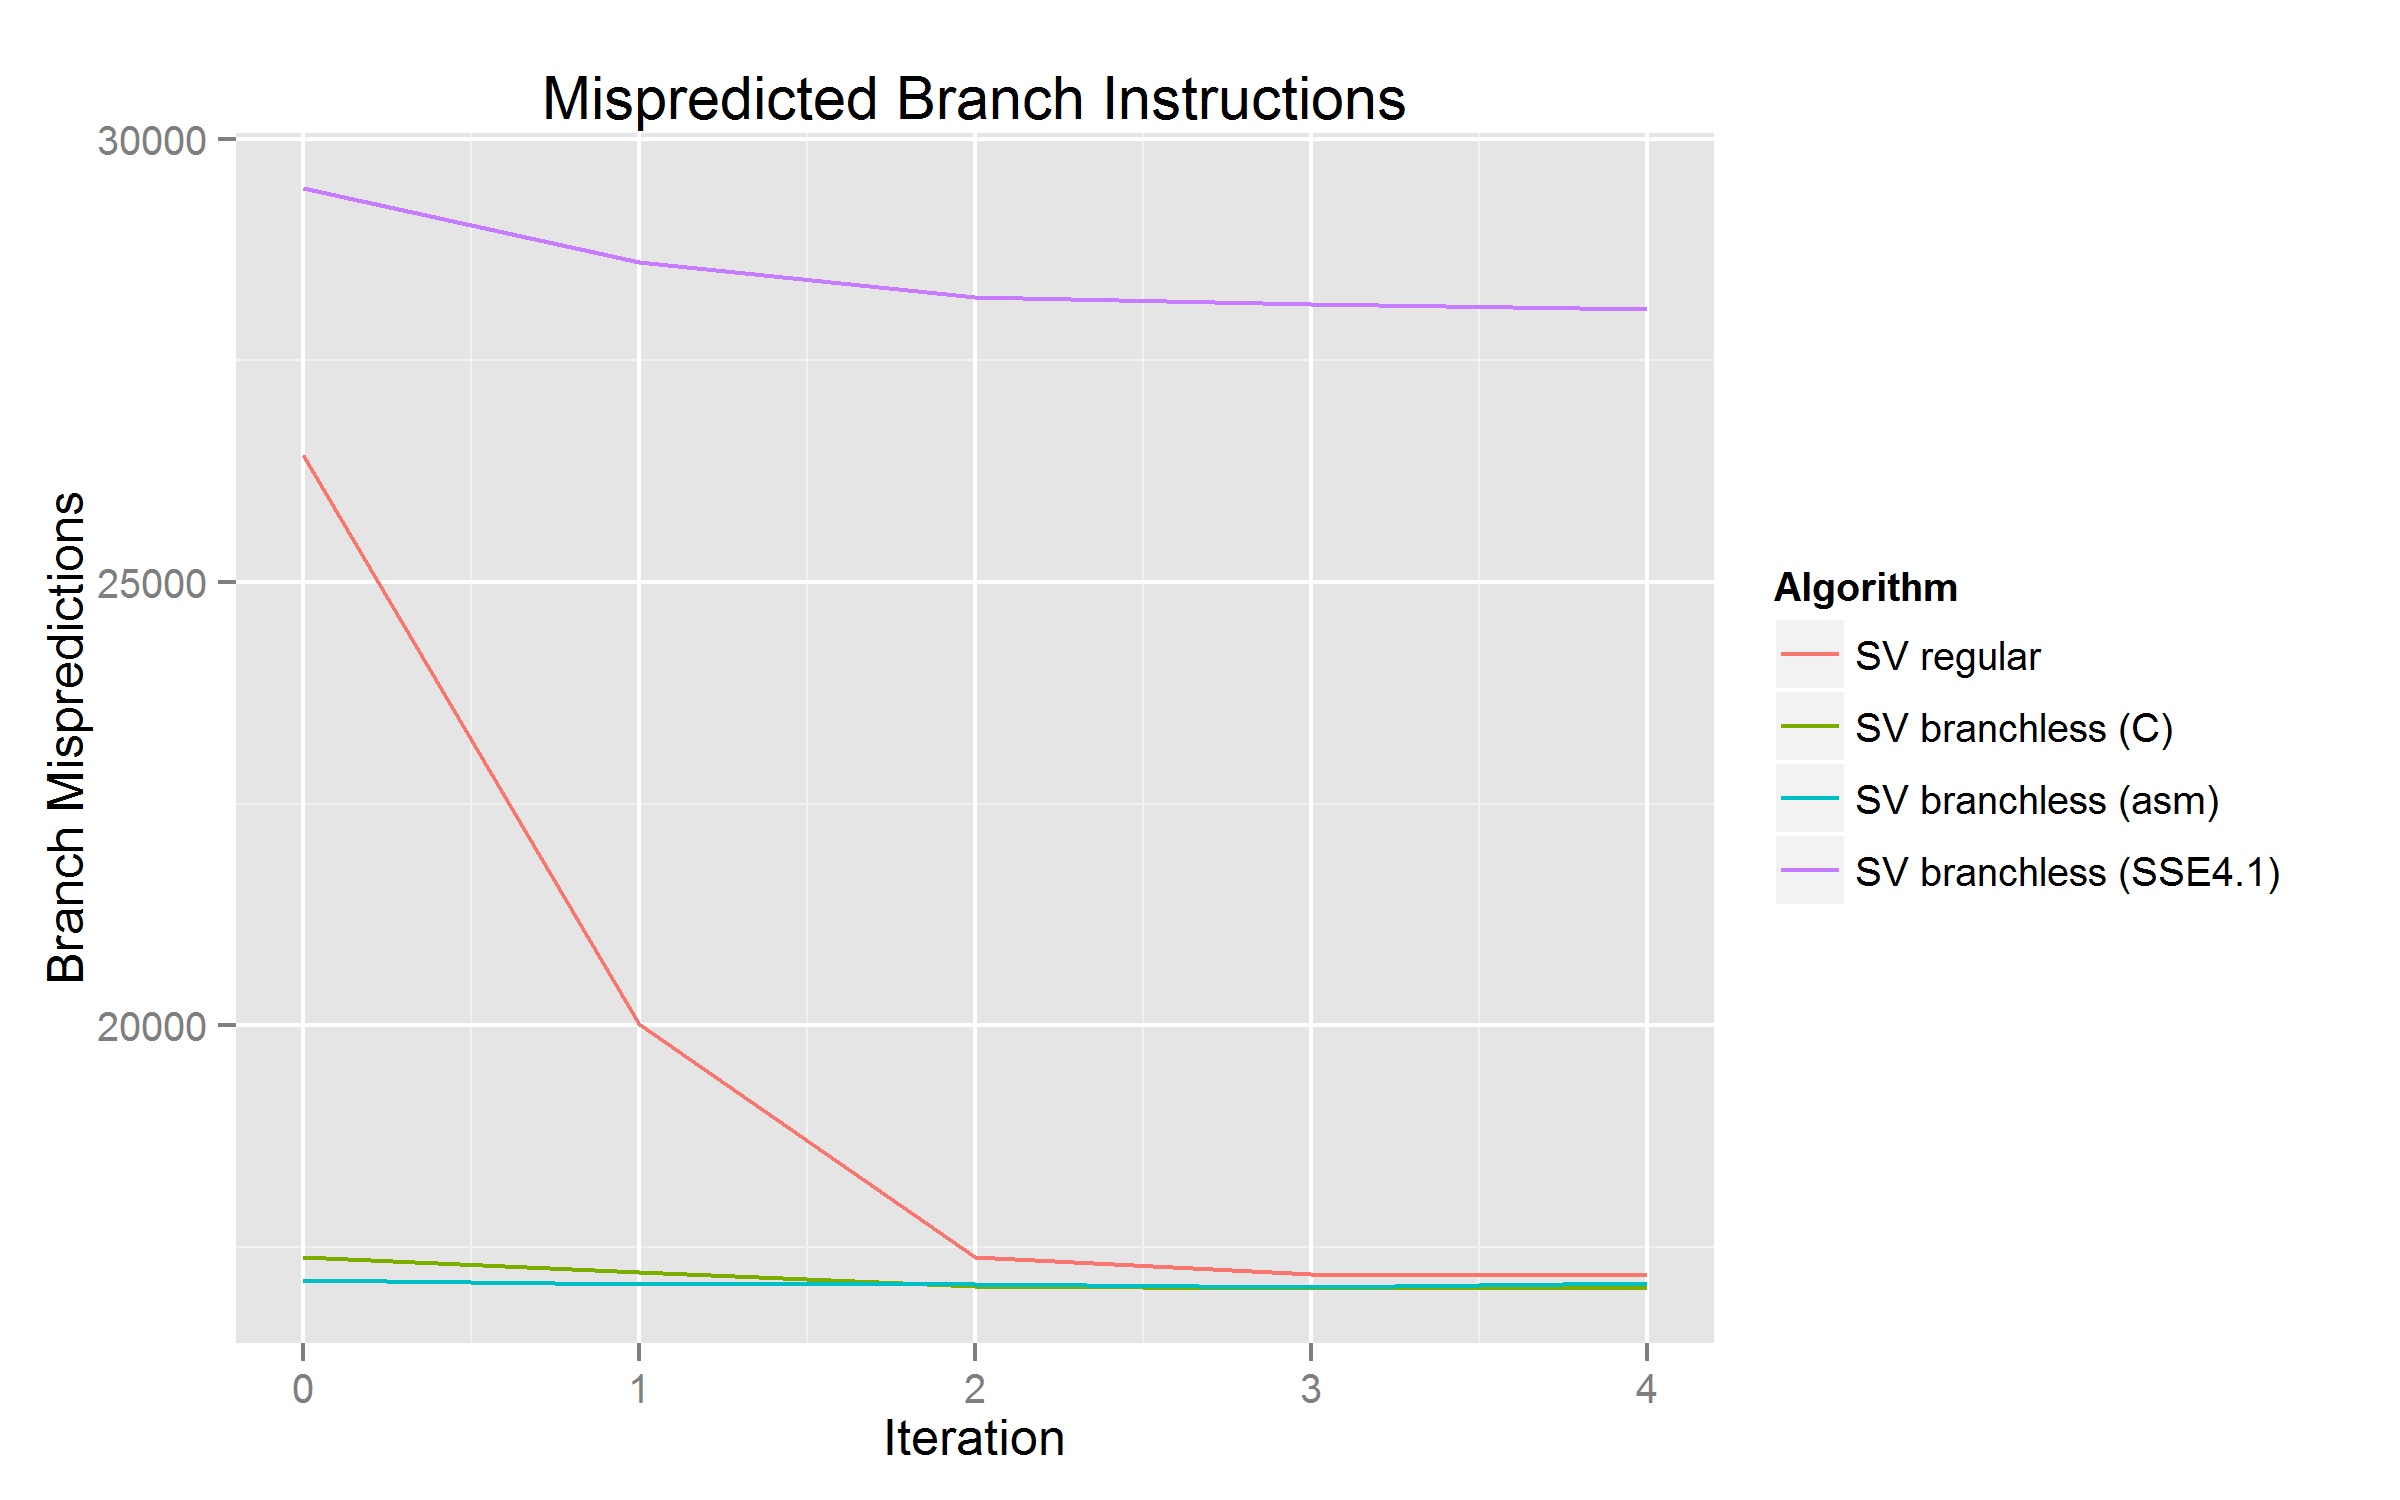 Mispredicted Branch Instructions
30000
25000
20000
Branch Mispredictions
0 1 2 3 4
Iteration
Algorithm
SV regular
SV branchless (C)
SV branchless (asm)
SV branchless (SSE4.1)